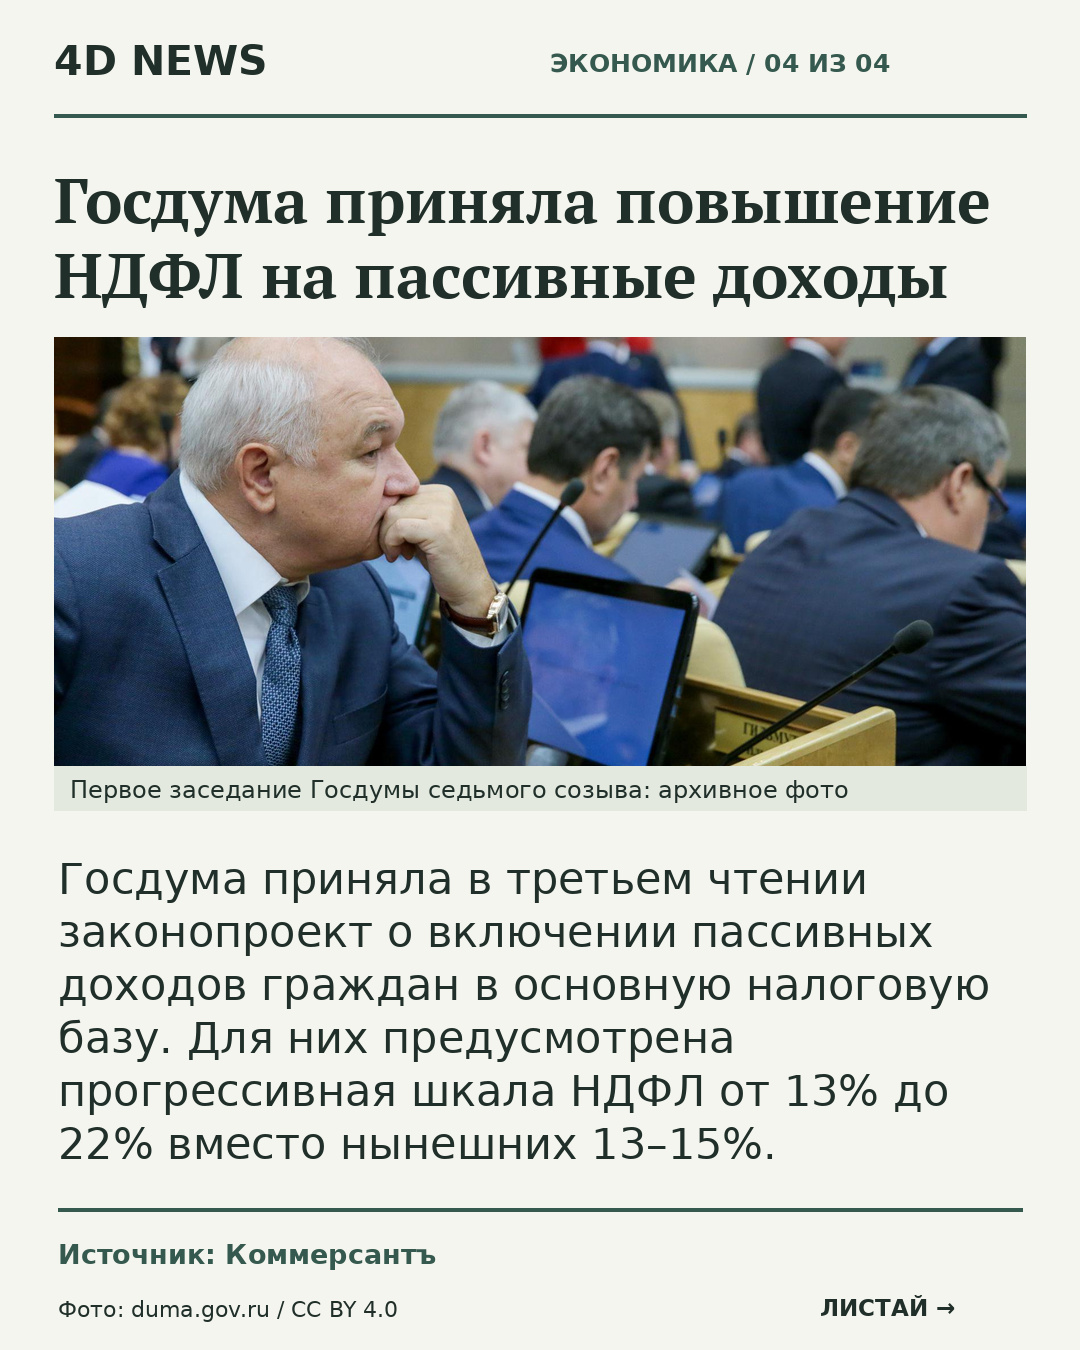 4D NEWS
ЭКОНОМИКА / 04 ИЗ 04
Госдума приняла повышение
НДФЛ на пассивные доходы
Первое заседание Госдумы седьмого созыва: архивное фото
Госдума приняла в третьем чтении
законопроект о включении пассивных
доходов граждан в основную налоговую
базу. Для них предусмотрена
прогрессивная шкала НДФЛ от 13% до
22% вместо нынешних 13–15%.
Источник: Коммерсантъ
Фото: duma.gov.ru / CC BY 4.0
ЛИСТАЙ →